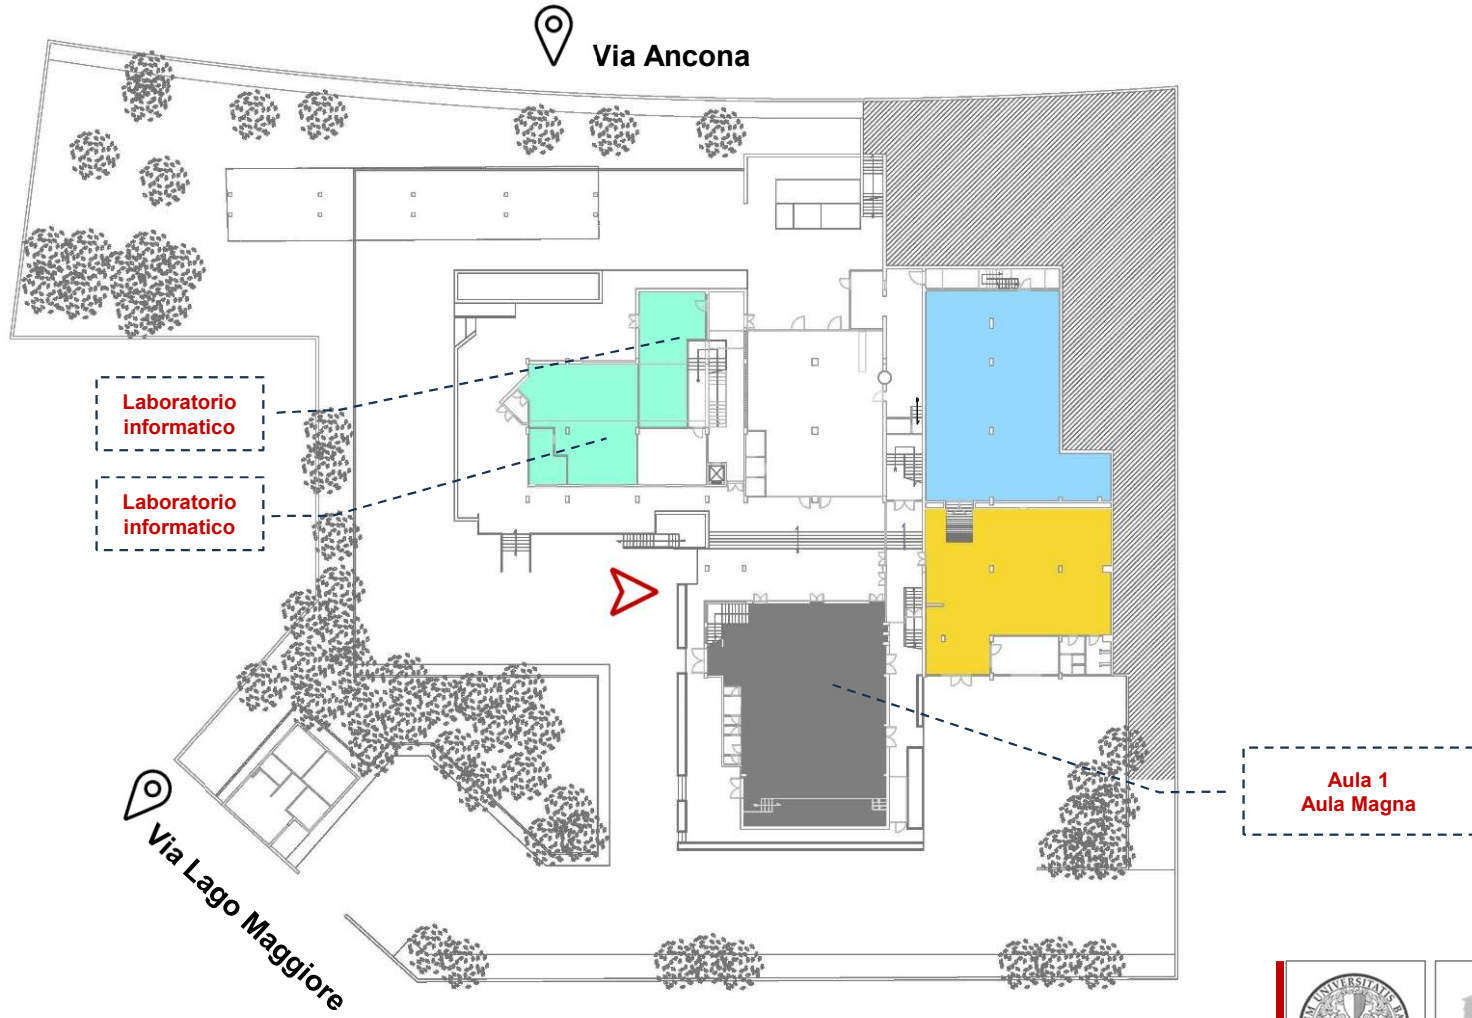 Via Ancona
Laboratorio
informatico
Laboratorio
informatico
Aula 1
Aula Magna
Via Lago Maggiore